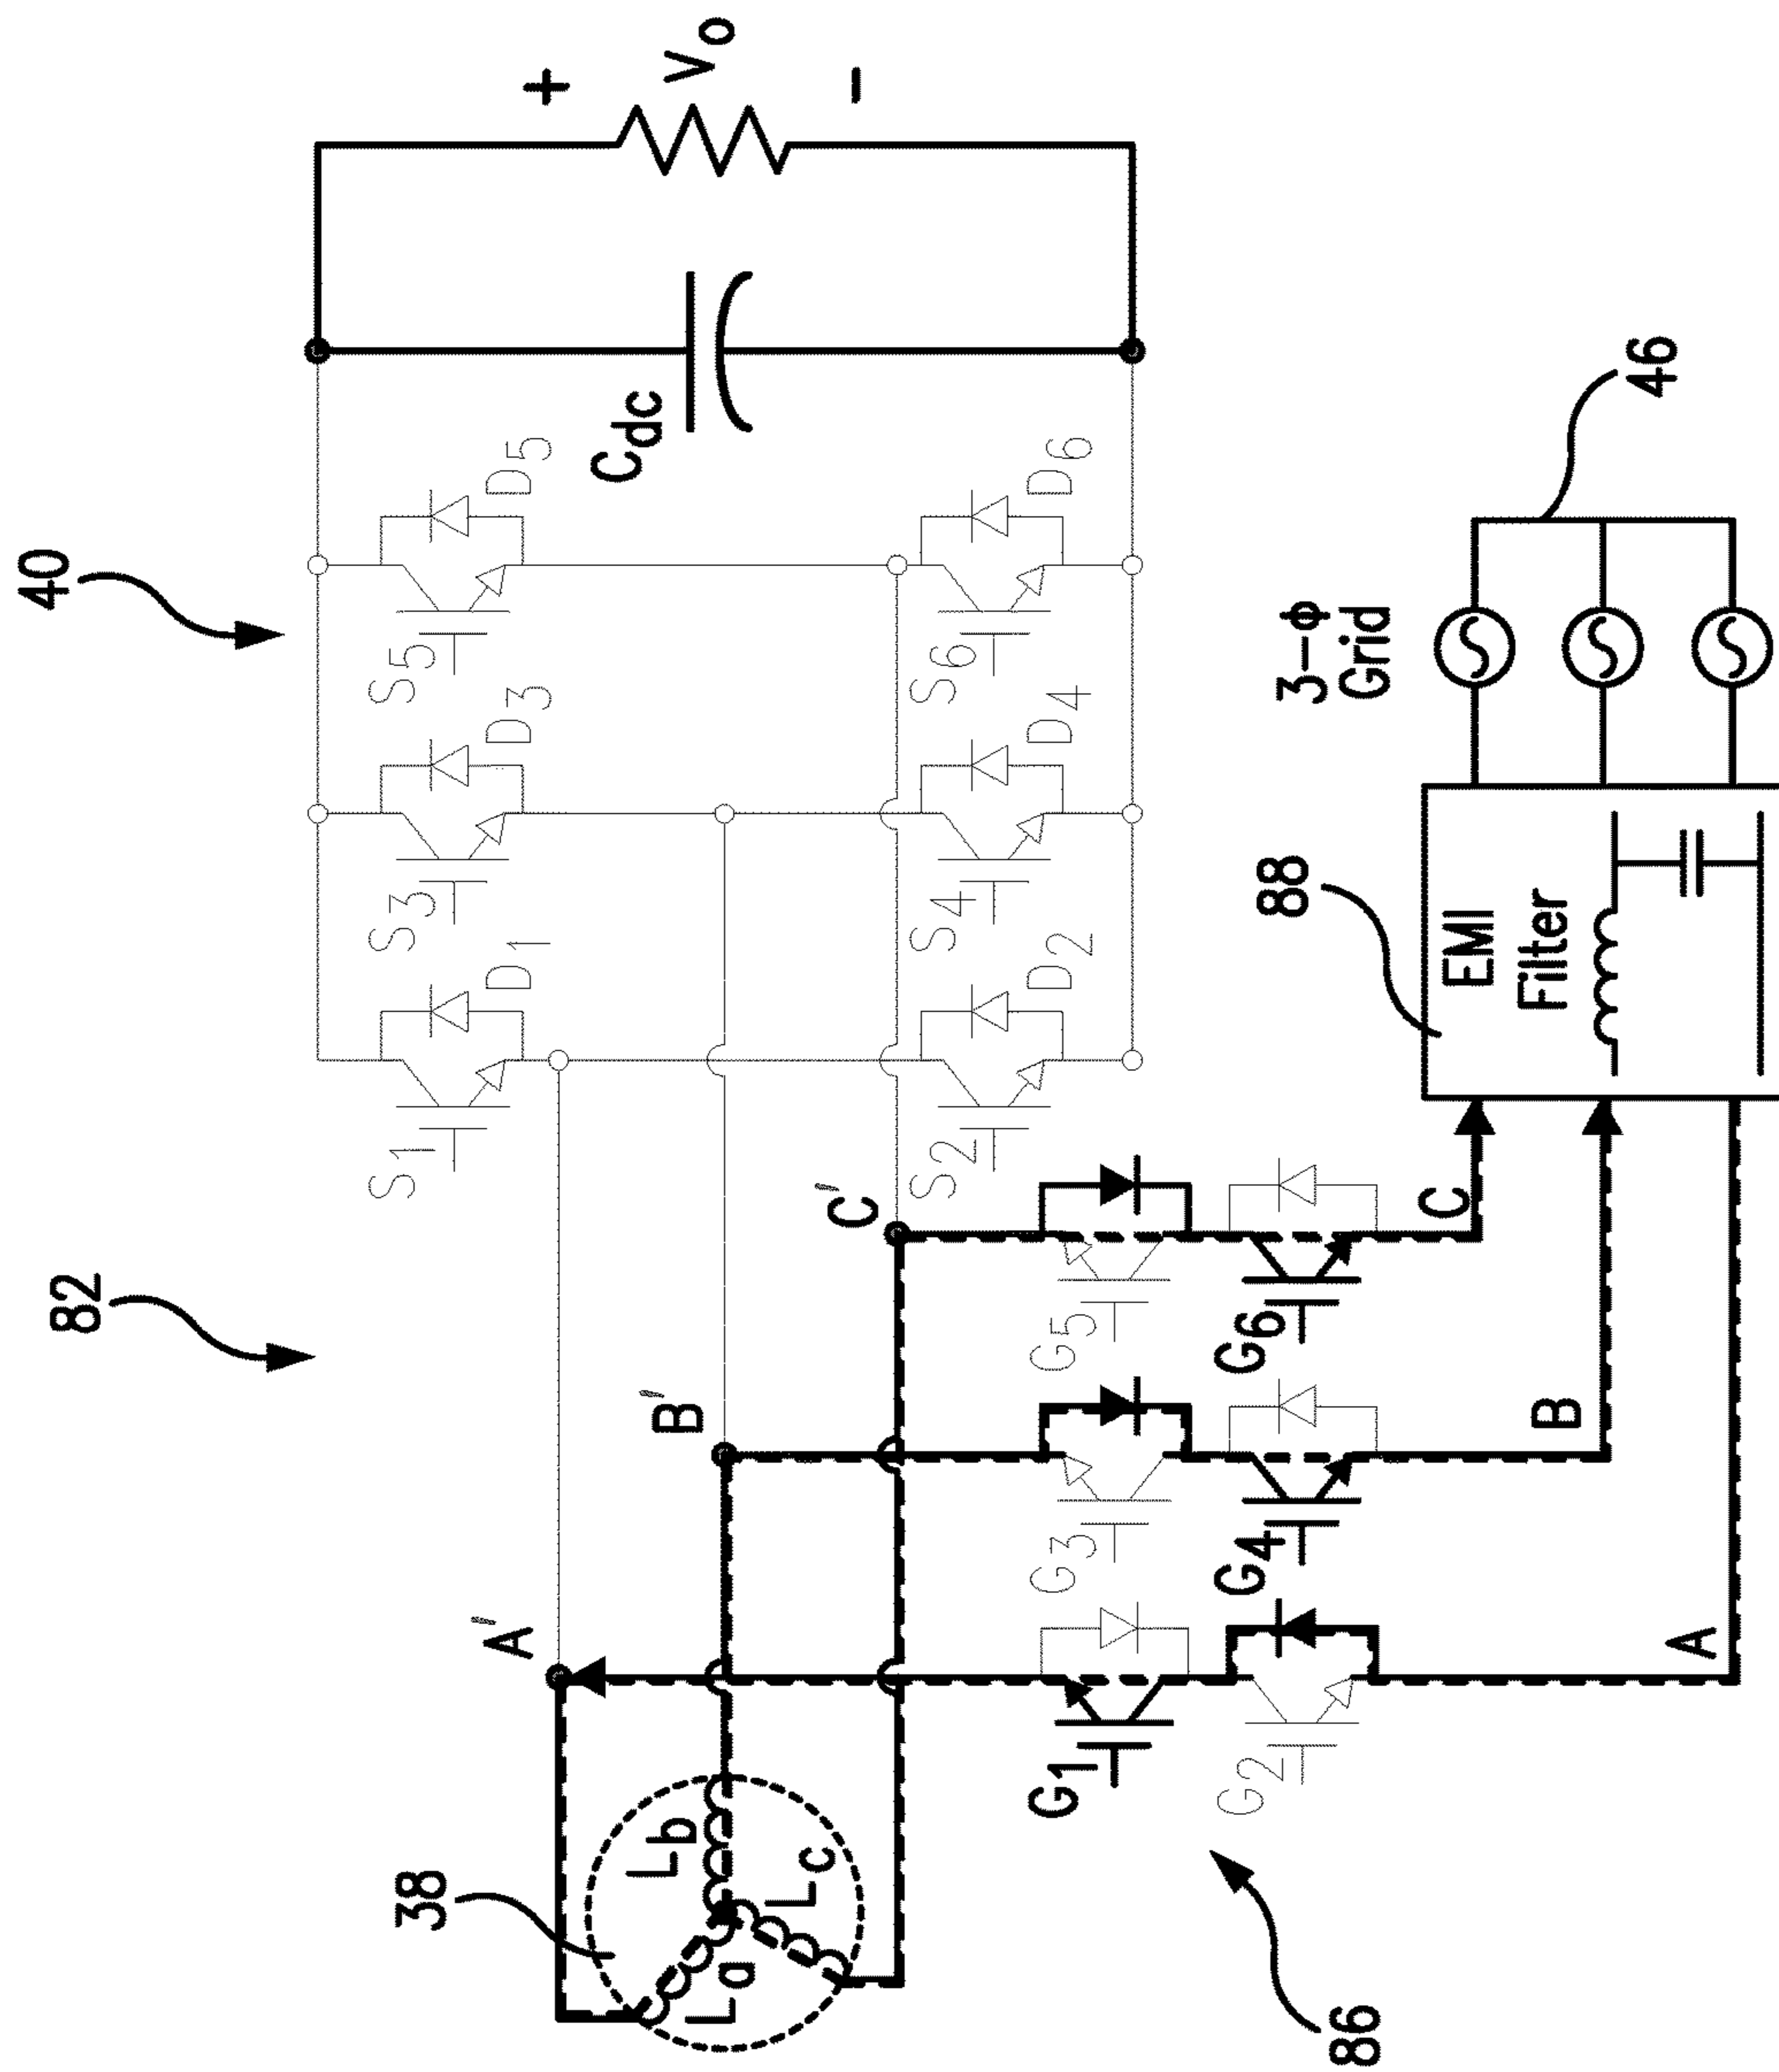 40
82
38
86
88
46
A'
B'
C'
La
Lb
Lc
S1
D1
S3
D3
S5
D5
S2
D2
S4
D4
S6
D6
Cdc
+
Vo
−
G1
G2
G3
G4
G5
G6
A
B
C
EMI
Filter
3-ϕ
Grid